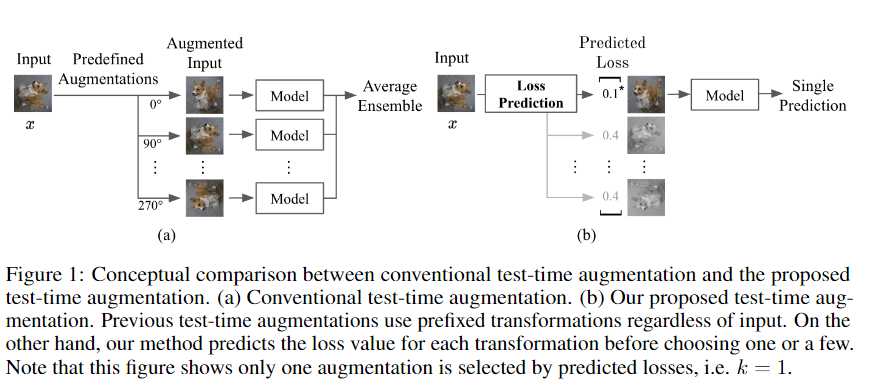 Input
Predefined
Augmentations
Augmented
Input
x
0°
90°
270°
Model
Model
Model
Average
Ensemble
(a)
Input
x
Loss
Prediction
Predicted
Loss
0.1*
0.4
0.4
Model
Single
Prediction
(b)
Figure 1: Conceptual comparison between conventional test-time augmentation and the proposed
test-time augmentation. (a) Conventional test-time augmentation. (b) Our proposed test-time aug-
mentation. Previous test-time augmentations use prefixed transformations regardless of input. On the
other hand, our method predicts the loss value for each transformation before choosing one or a few.
Note that this figure shows only one augmentation is selected by predicted losses, i.e. k = 1.